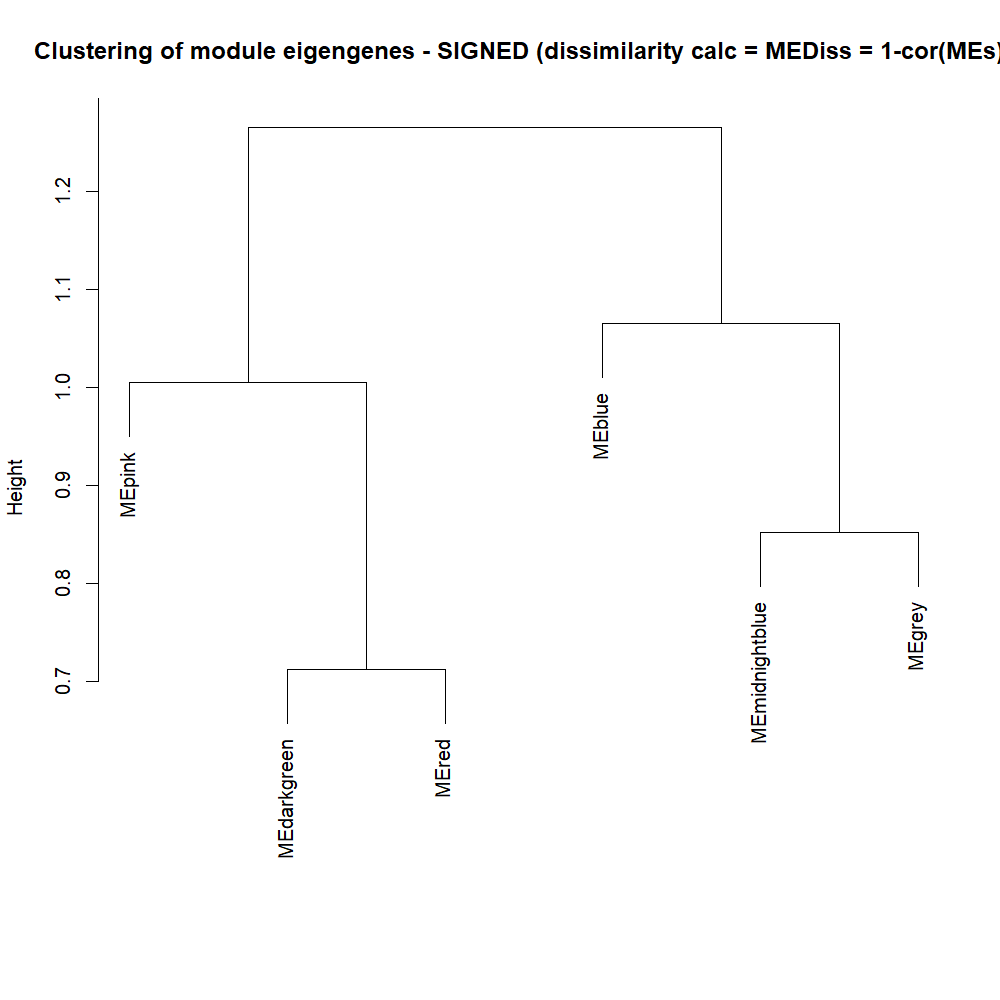 Clustering of module eigengenes - SIGNED (dissimilarity calc = MEDiss = 1-cor(MEs)
Height
1.2
1.1
1.0
0.9
0.8
0.7
MEpink
MEdarkgreen
MEred
MEblue
MEmidnightblue
MEgrey